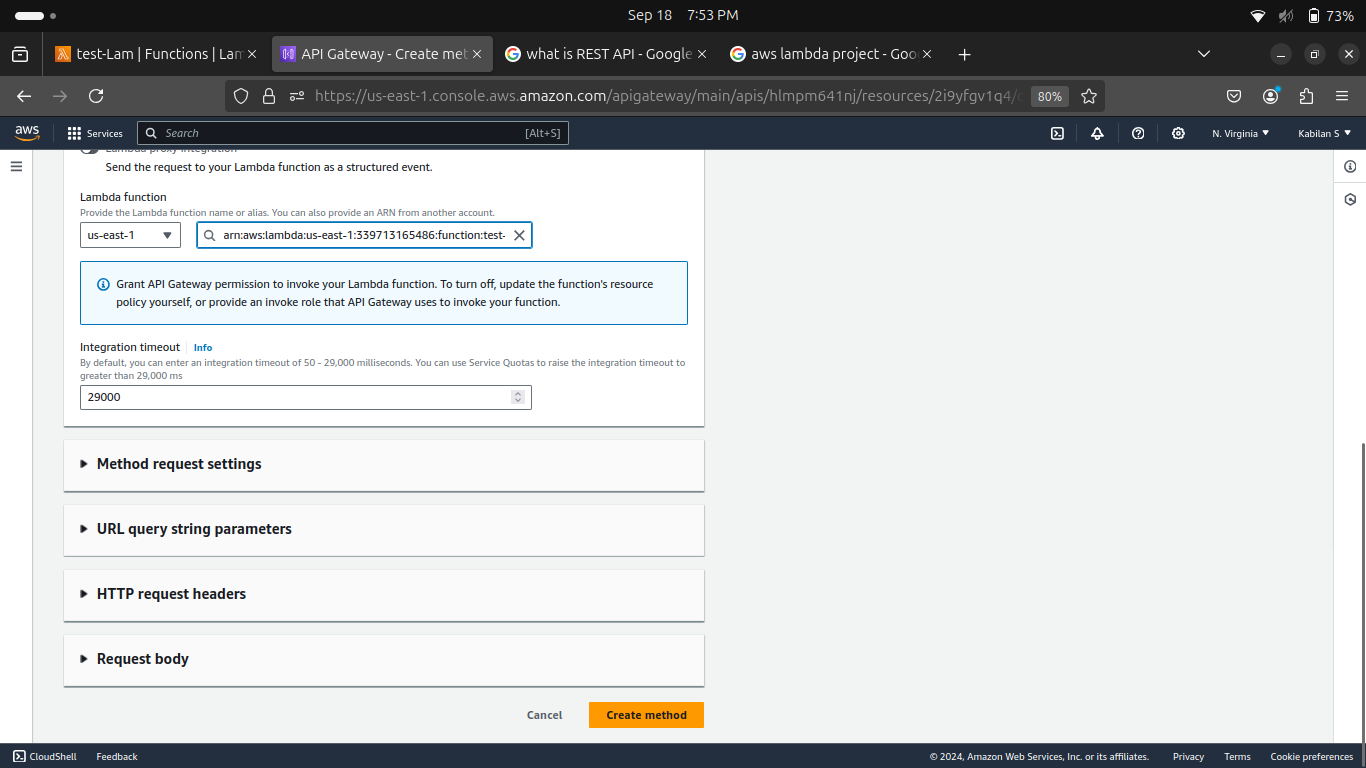 Sep 18 7:53 PM
73%
test-Lam | Functions | Lam
API Gateway - Create met
what is REST API - Google
aws lambda project - Goo
https://us-east-1.console.aws.amazon.com/apigateway/main/apis/hlmpm641nj/resources/2i9yfgv1q4/
80%
aws
Services
Search
[Alt+S]
N. Virginia
Kabilan S
Lambda proxy integration
Send the request to your Lambda function as a structured event.
Lambda function
Provide the Lambda function name or alias. You can also provide an ARN from another account.
us-east-1
arn:aws:lambda:us-east-1:339713165486:function:test-
Grant API Gateway permission to invoke your Lambda function. To turn off, update the function's resource
policy yourself, or provide an invoke role that API Gateway uses to invoke your function.
Integration timeout
Info
By default, you can enter an integration timeout of 50 - 29,000 milliseconds. You can use Service Quotas to raise the integration timeout to
greater than 29,000 ms
29000
Method request settings
URL query string parameters
HTTP request headers
Request body
Cancel
Create method
CloudShell
Feedback
© 2024, Amazon Web Services, Inc. or its affiliates.
Privacy
Terms
Cookie preferences